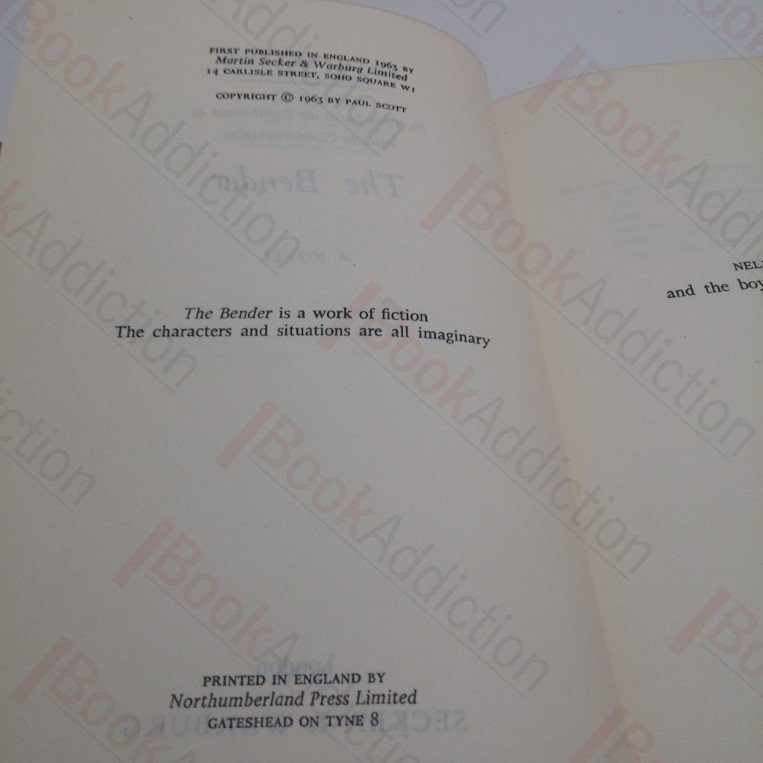 FIRST PUBLISHED IN ENGLAND 1963 BY
Martin Secker & Warburg Limited
14 CARLISLE STREET, SOHO SQUARE W1
COPYRIGHT © 1963 BY PAUL SCOTT
The Bender is a work of fiction
The characters and situations are all imaginary
PRINTED IN ENGLAND BY
Northumberland Press Limited
GATESHEAD ON TYNE 8
and the
BookAddiction